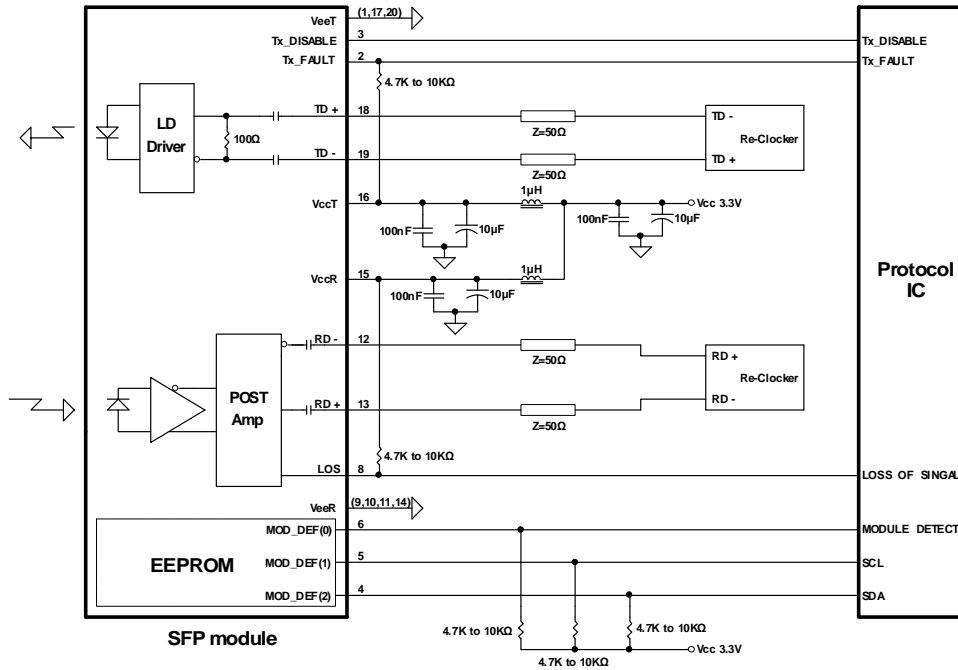 VeeT (1,17,20)
Tx_DISABLE 3 Tx_DISABLE
Tx_FAULT 2 Tx_FAULT
4.7K to 10KΩ
LD Driver
100Ω
TD + 18 Z=50Ω TD -
Re-Clocker
TD - 19 Z=50Ω TD +
1µH
VccT 16 Vcc 3.3V
100nF 10µF 100nF 10µF
1µH
VccR 15
100nF 10µF
Protocol IC
RD - 12 Z=50Ω RD +
Re-Clocker
POST Amp
RD + 13 Z=50Ω RD -
4.7K to 10KΩ
LOS 8 LOSS OF SINGAL
VeeR (9,10,11,14)
MOD_DEF(0) 6 MODULE DETECT
EEPROM
MOD_DEF(1) 5 SCL
MOD_DEF(2) 4 SDA
4.7K to 10KΩ 4.7K to 10KΩ
SFP module
Vcc 3.3V
4.7K to 10KΩ